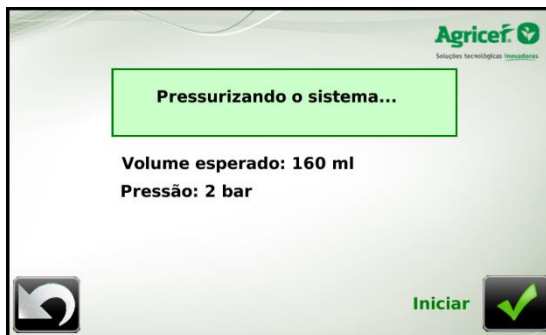 Agricef
Soluções tecnológicas Inovadoras
Pressurizando o sistema...
Volume esperado: 160 ml
Pressão: 2 bar
Iniciar